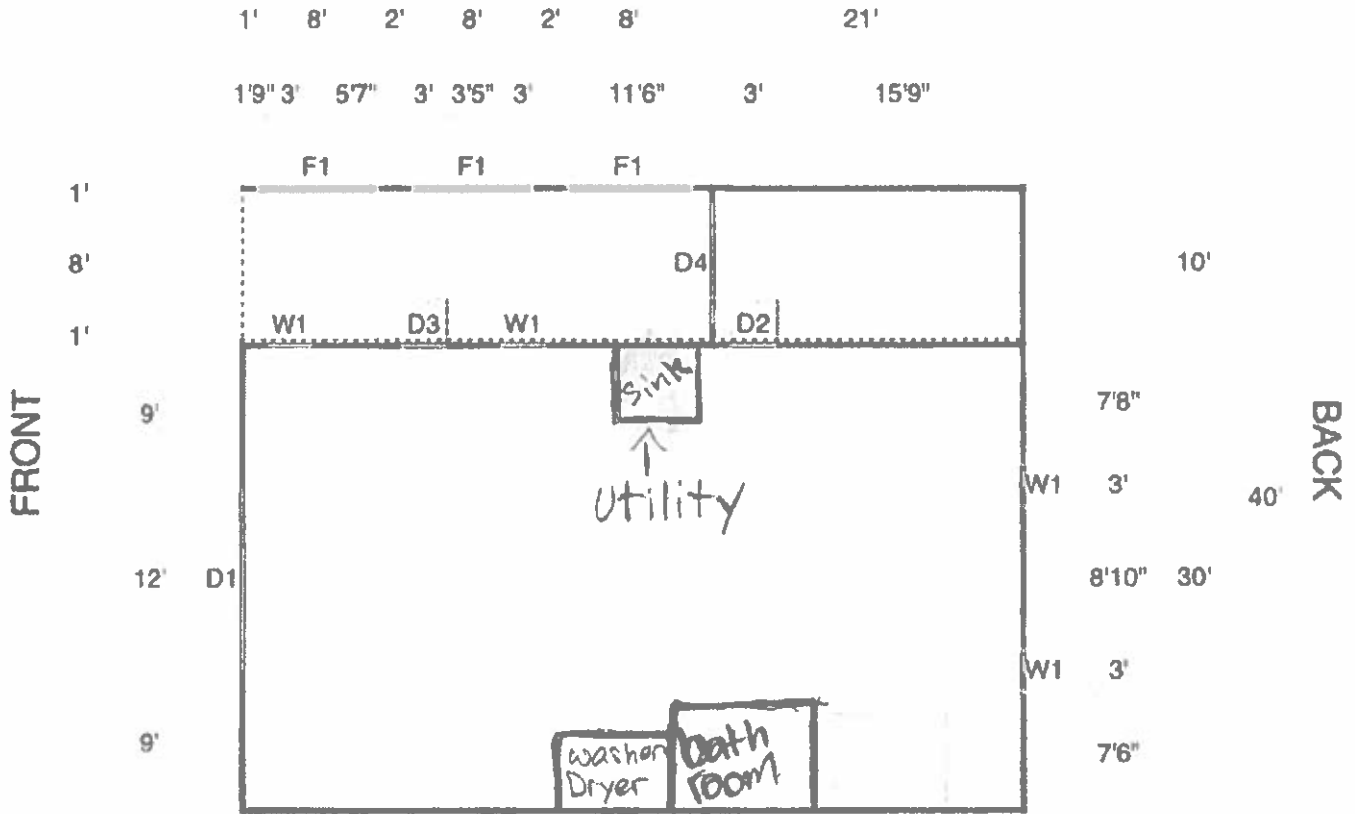 1' 8' 2' 8' 2' 8' 21'
1'9" 3' 5'7" 3' 3'5" 3' 11'6" 3' 15'9"
F1 F1 F1
1'
8' D4 10'
W1 D3 W1 D2
1'
sink
FRONT 9' 7'8" BACK
utility W1 3' 40'
12' D1 8'10" 30'
W1 3'
washer bath
Dryer room
9' 7'6"